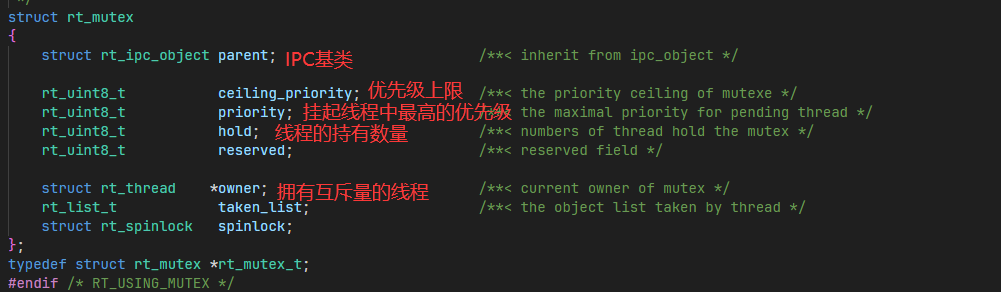 */
struct rt_mutex
{
struct rt_ipc_object parent; IPC基类 /**< inherit from ipc_object */
rt_uint8_t ceiling_priority; 优先级上限 /**< the priority ceiling of mutexe */
rt_uint8_t priority; 挂起线程中最高的优先级 the maximal priority for pending thread */
rt_uint8_t hold; 线程的持有数量 /**< numbers of thread hold the mutex */
rt_uint8_t reserved; /**< reserved field */
struct rt_thread *owner; 拥有互斥量的线程 /**< current owner of mutex */
rt_list_t taken_list; /**< the object list taken by thread */
struct rt_spinlock spinlock;
};
typedef struct rt_mutex *rt_mutex_t;
#endif /* RT_USING_MUTEX */